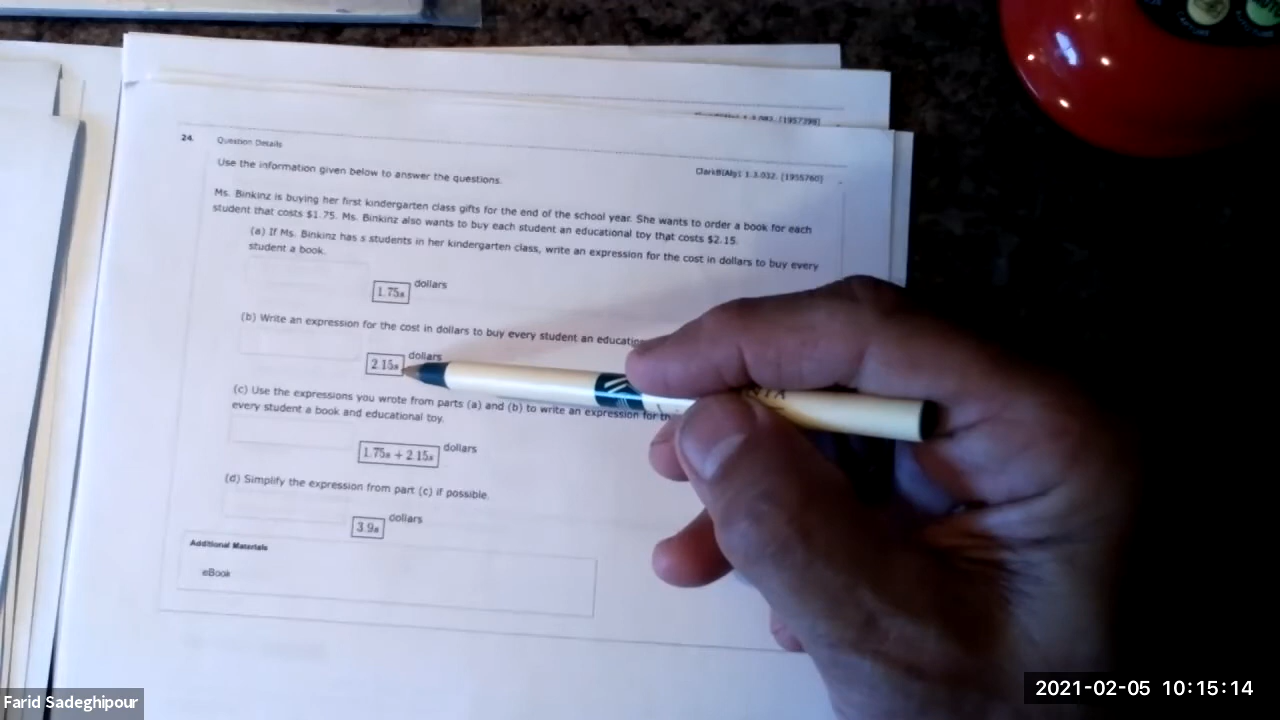 ClarkBIAlg1 1.3.032. [1955760]
24. Question Details
Use the information given below to answer the questions.
Ms. Binkinz is buying her first kindergarten class gifts for the end of the school year. She wants to order a book for each
student that costs $1.75. Ms. Binkinz also wants to buy each student an educational toy that costs $2.15.
(a) If Ms. Binkinz has s students in her kindergarten class, write an expression for the cost in dollars to buy every
student a book.
1.75s dollars
(b) Write an expression for the cost in dollars to buy every student an
2.15s dollars
(c) Use the expressions you wrote from parts (a) and (b) to write an expression for
every student a book and educational toy.
1.75s + 2.15s dollars
(d) Simplify the expression from part (c) if possible.
3.9s dollars
Additional Materials
eBook
Farid Sadeghipour
2021-02-05 10:15:14